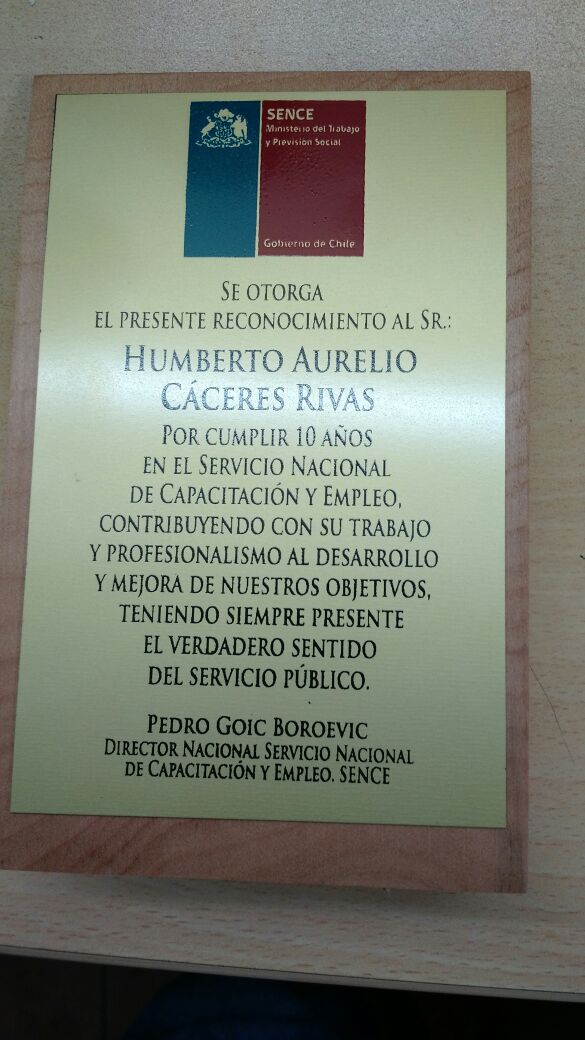 SENCE
Ministerio del Trabajo
y Previsión Social
Gobierno de Chile
SE OTORGA
EL PRESENTE RECONOCIMIENTO AL SR.:
HUMBERTO AURELIO
CÁCERES RIVAS
POR CUMPLIR 10 AÑOS
EN EL SERVICIO NACIONAL
DE CAPACITACIÓN Y EMPLEO,
CONTRIBUYENDO CON SU TRABAJO
Y PROFESIONALISMO AL DESARROLLO
Y MEJORA DE NUESTROS OBJETIVOS,
TENIENDO SIEMPRE PRESENTE
EL VERDADERO SENTIDO
DEL SERVICIO PÚBLICO.
PEDRO GOIC BOROEVIC
DIRECTOR NACIONAL SERVICIO NACIONAL
DE CAPACITACIÓN Y EMPLEO. SENCE